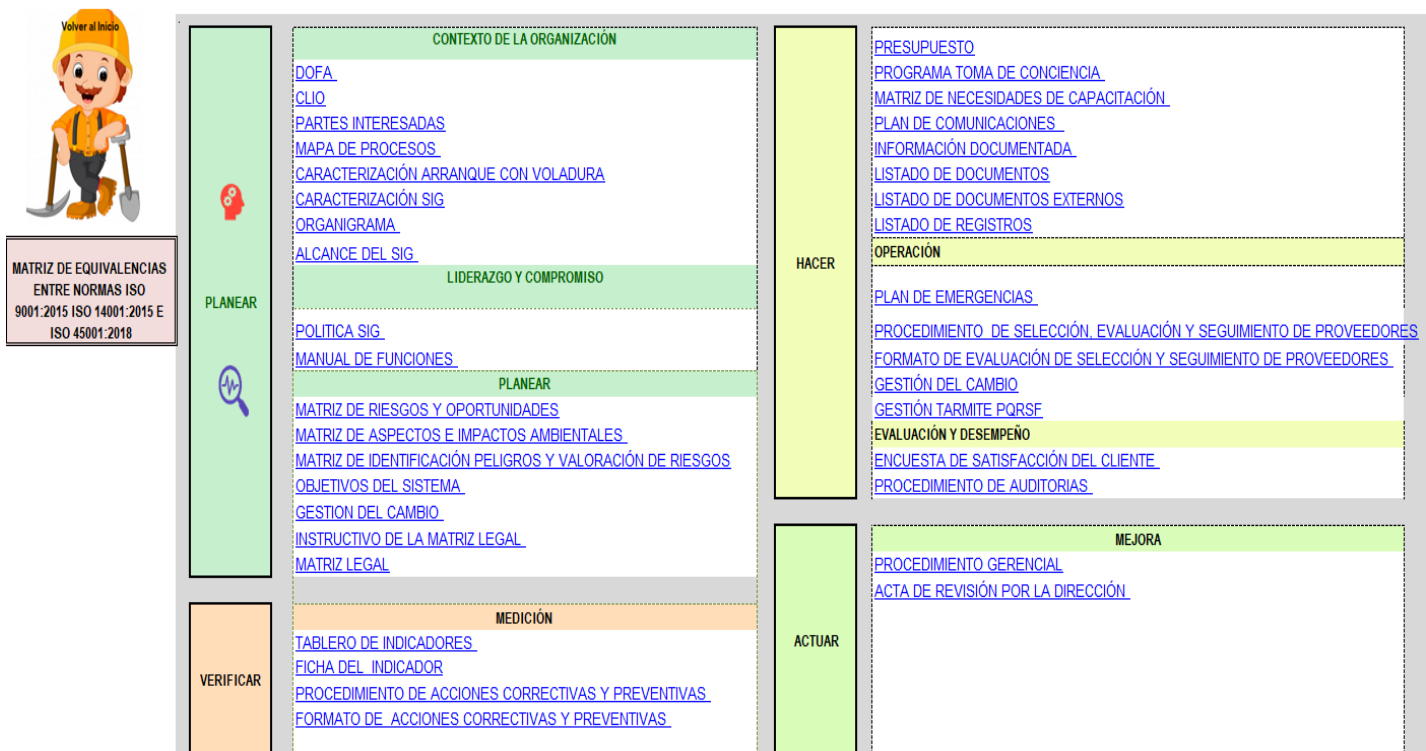 Volver al Inicio
MATRIZ DE EQUIVALENCIAS
ENTRE NORMAS ISO
9001:2015 ISO 14001:2015 E
ISO 45001:2018
PLANEAR
CONTEXTO DE LA ORGANIZACIÓN
DOFA
CLIO
PARTES INTERESADAS
MAPA DE PROCESOS
CARACTERIZACIÓN ARRANQUE CON VOLADURA
CARACTERIZACIÓN SIG
ORGANIGRAMA
ALCANCE DEL SIG
LIDERAZGO Y COMPROMISO
POLITICA SIG
MANUAL DE FUNCIONES
PLANEAR
MATRIZ DE RIESGOS Y OPORTUNIDADES
MATRIZ DE ASPECTOS E IMPACTOS AMBIENTALES
MATRIZ DE IDENTIFICACIÓN PELIGROS Y VALORACIÓN DE RIESGOS
OBJETIVOS DEL SISTEMA
GESTION DEL CAMBIO
INSTRUCTIVO DE LA MATRIZ LEGAL
MATRIZ LEGAL
VERIFICAR
MEDICIÓN
TABLERO DE INDICADORES
FICHA DEL INDICADOR
PROCEDIMIENTO DE ACCIONES CORRECTIVAS Y PREVENTIVAS
FORMATO DE ACCIONES CORRECTIVAS Y PREVENTIVAS
HACER
PRESUPUESTO
PROGRAMA TOMA DE CONCIENCIA
MATRIZ DE NECESIDADES DE CAPACITACIÓN
PLAN DE COMUNICACIONES
INFORMACIÓN DOCUMENTADA
LISTADO DE DOCUMENTOS
LISTADO DE DOCUMENTOS EXTERNOS
LISTADO DE REGISTROS
OPERACIÓN
PLAN DE EMERGENCIAS
PROCEDIMIENTO DE SELECCIÓN, EVALUACIÓN Y SEGUIMIENTO DE PROVEEDORES
FORMATO DE EVALUACIÓN DE SELECCIÓN Y SEGUIMIENTO DE PROVEEDORES
GESTIÓN DEL CAMBIO
GESTIÓN TARMITE PQRSF
EVALUACIÓN Y DESEMPEÑO
ENCUESTA DE SATISFACCIÓN DEL CLIENTE
PROCEDIMIENTO DE AUDITORIAS
ACTUAR
MEJORA
PROCEDIMIENTO GERENCIAL
ACTA DE REVISIÓN POR LA DIRECCIÓN